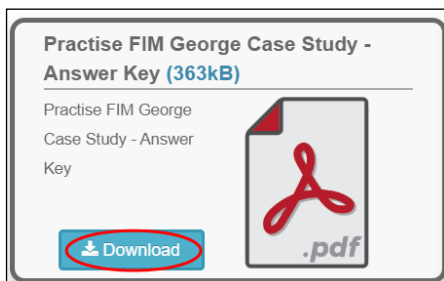 Practise FIM George Case Study -
Answer Key (363kB)
Practise FIM George
Case Study - Answer
Key
Download
.pdf